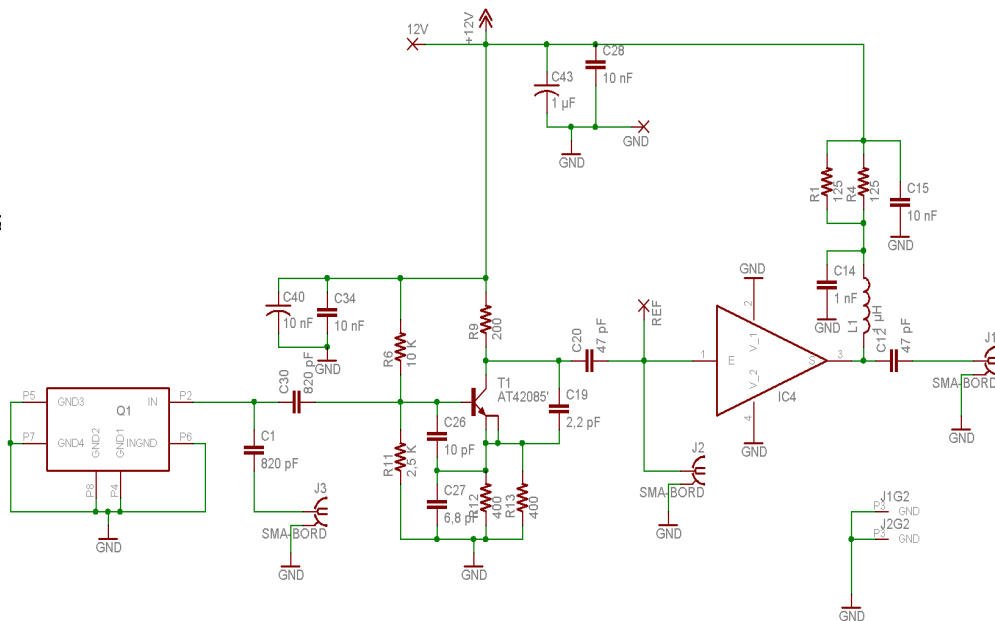 12V
+12V
C43
1 µF
C28
10 nF
GND
GND
R1
125
R4
125
C15
10 nF
GND
C14
1 nF
GND
L1
1 µH
C12
47 pF
C40
10 nF
C34
10 nF
GND
R6
10 K
R9
200
C30
820 pF
C20
47 pF
REF
GND
2
V_1
1
E
S
3
V_2
4
IC4
GND
J1
SMA-BORD
GND
T1
AT42085'
C19
2,2 pF
P5
GND3
Q1
IN
P2
P7
GND4
GND2
GND1
INGND
P6
P8
P4
GND
C1
820 pF
J3
SMA-BORD
GND
R11
2,5 K
C26
10 pF
C27
6,8 pF
R12
400
R13
400
GND
J2
SMA-BORD
GND
J1G2
P3
GND
J2G2
P3
GND
GND